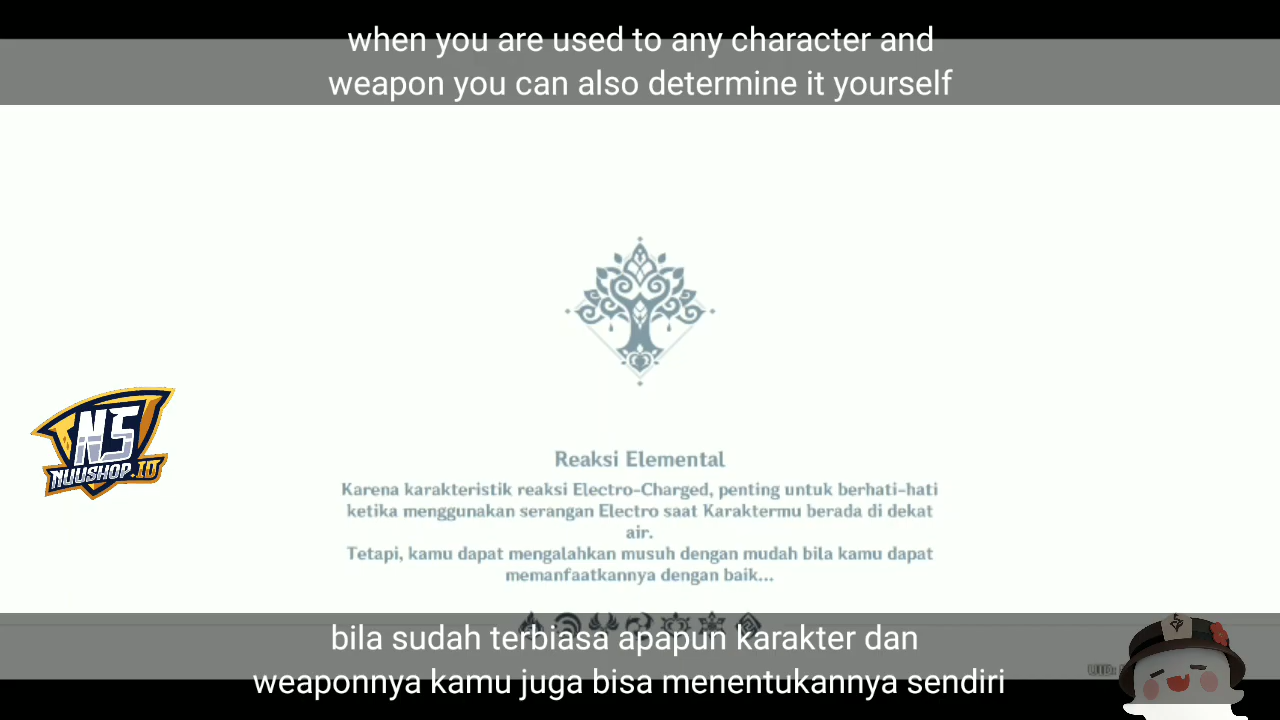 when you are used to any character and
weapon you can also determine it yourself
NS
NUUSHOP.ID
Reaksi Elemental
Karena karakteristik reaksi Electro-Charged, penting untuk berhati-hati
ketika menggunakan serangan Electro saat Karaktermu berada di dekat
air.
Tetapi, kamu dapat mengalahkan musuh dengan mudah bila kamu dapat
memanfaatkannya dengan baik...
bila sudah terbiasa apapun karakter dan
weaponnya kamu juga bisa menentukannya sendiri
UID: